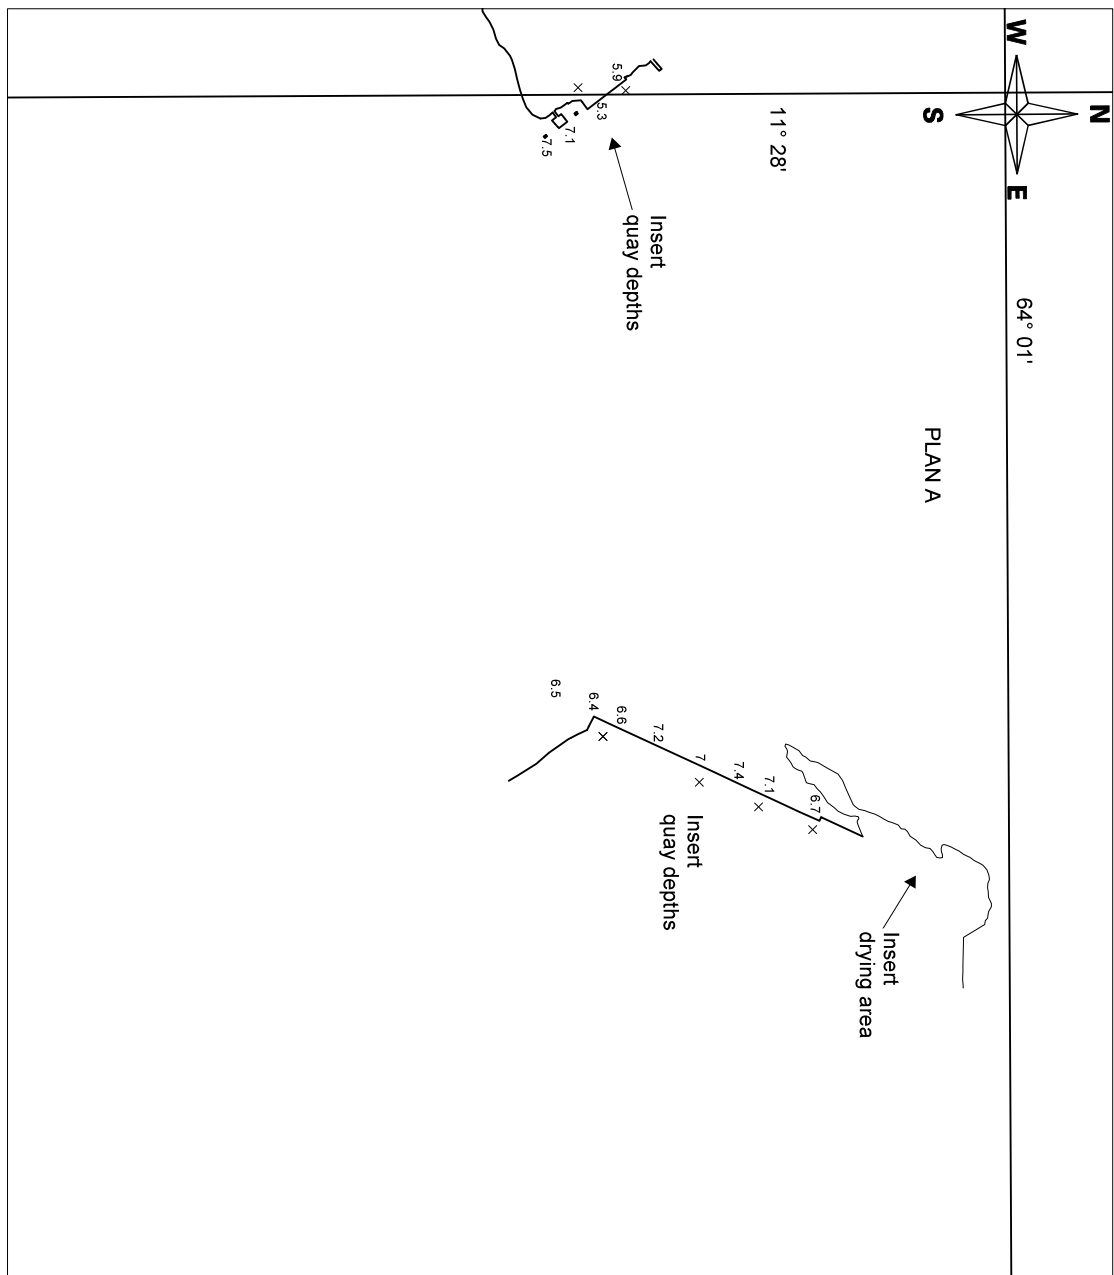 N
W
E
S
64° 01'
PLAN A
11° 28'
Insert
drying area
5.9
5.3
7.1
7.5
Insert
quay depths
6.7
7.1
7.4
7
7.2
6.6
6.4
6.5
Insert
quay depths